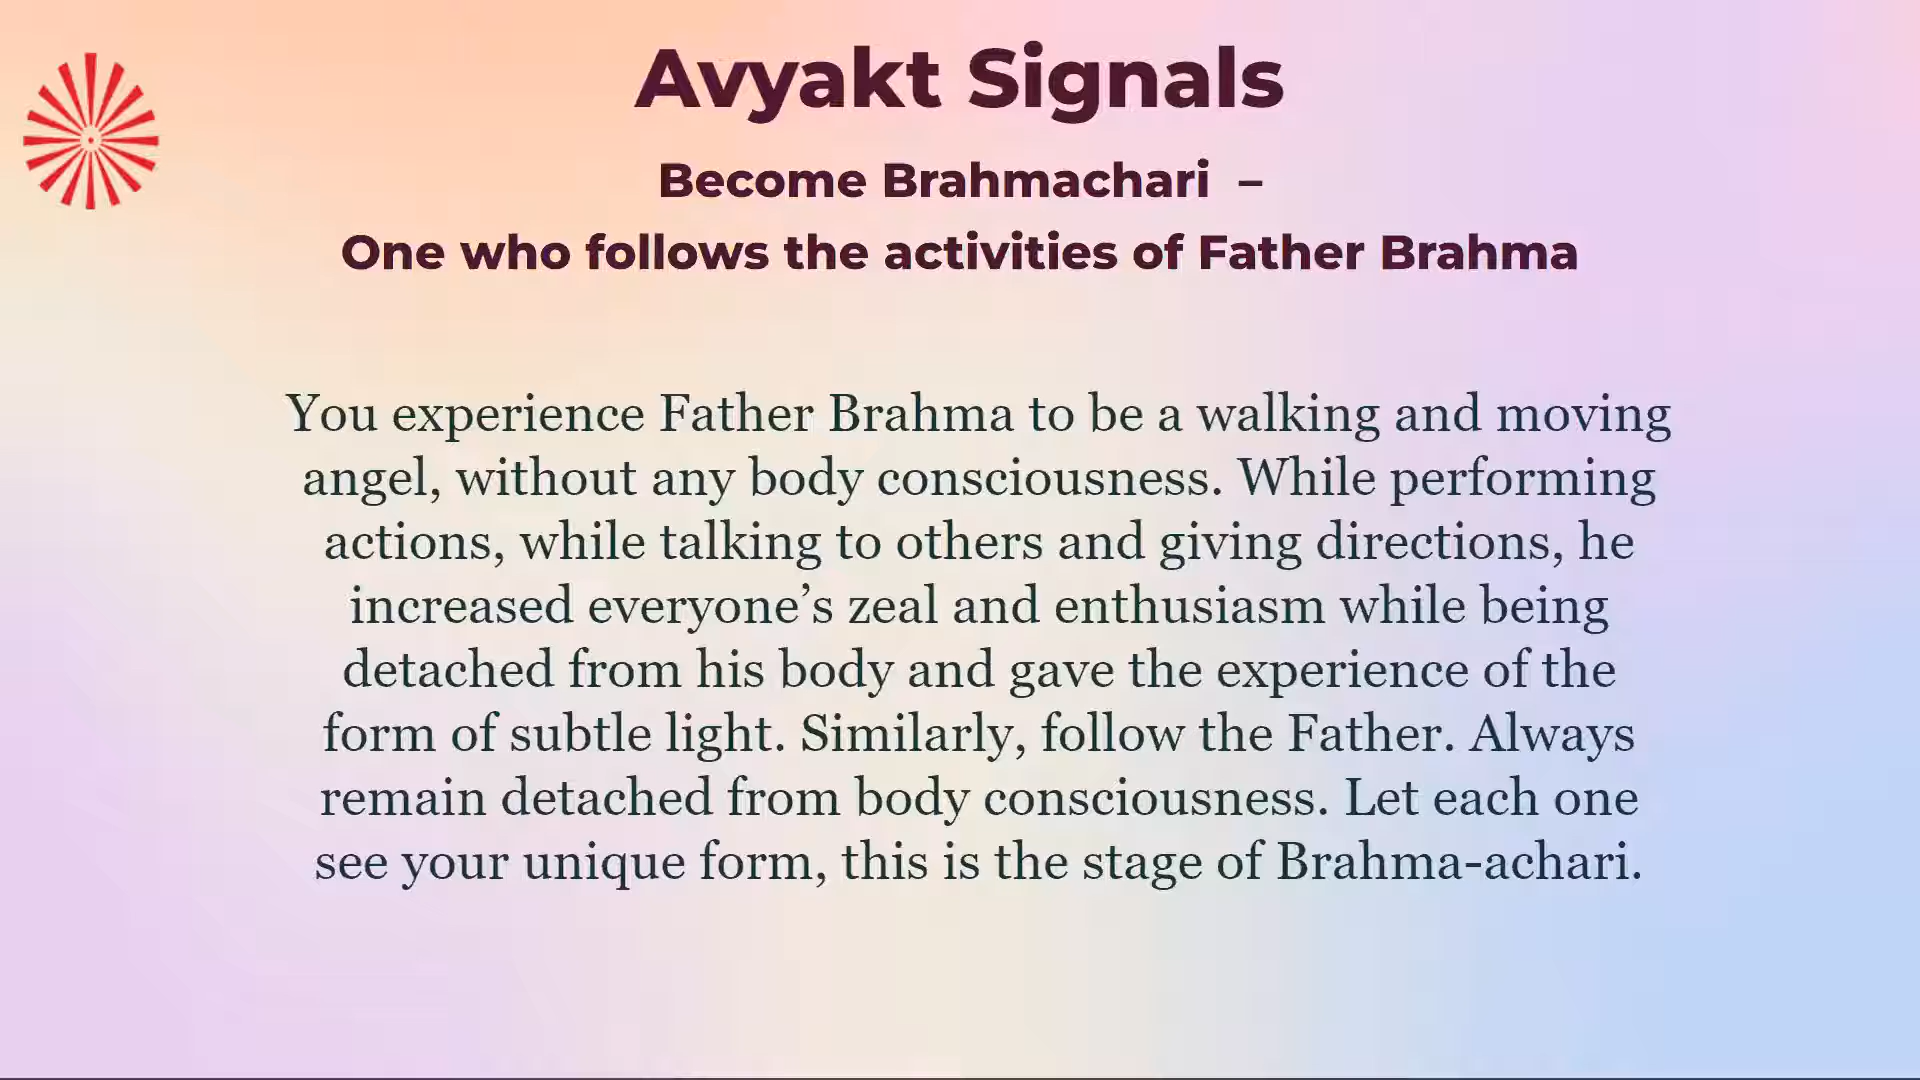 Avyakt Signals
Become Brahmachari –
One who follows the activities of Father Brahma
You experience Father Brahma to be a walking and moving
angel, without any body consciousness. While performing
actions, while talking to others and giving directions, he
increased everyone’s zeal and enthusiasm while being
detached from his body and gave the experience of the
form of subtle light. Similarly, follow the Father. Always
remain detached from body consciousness. Let each one
see your unique form, this is the stage of Brahma-achari.